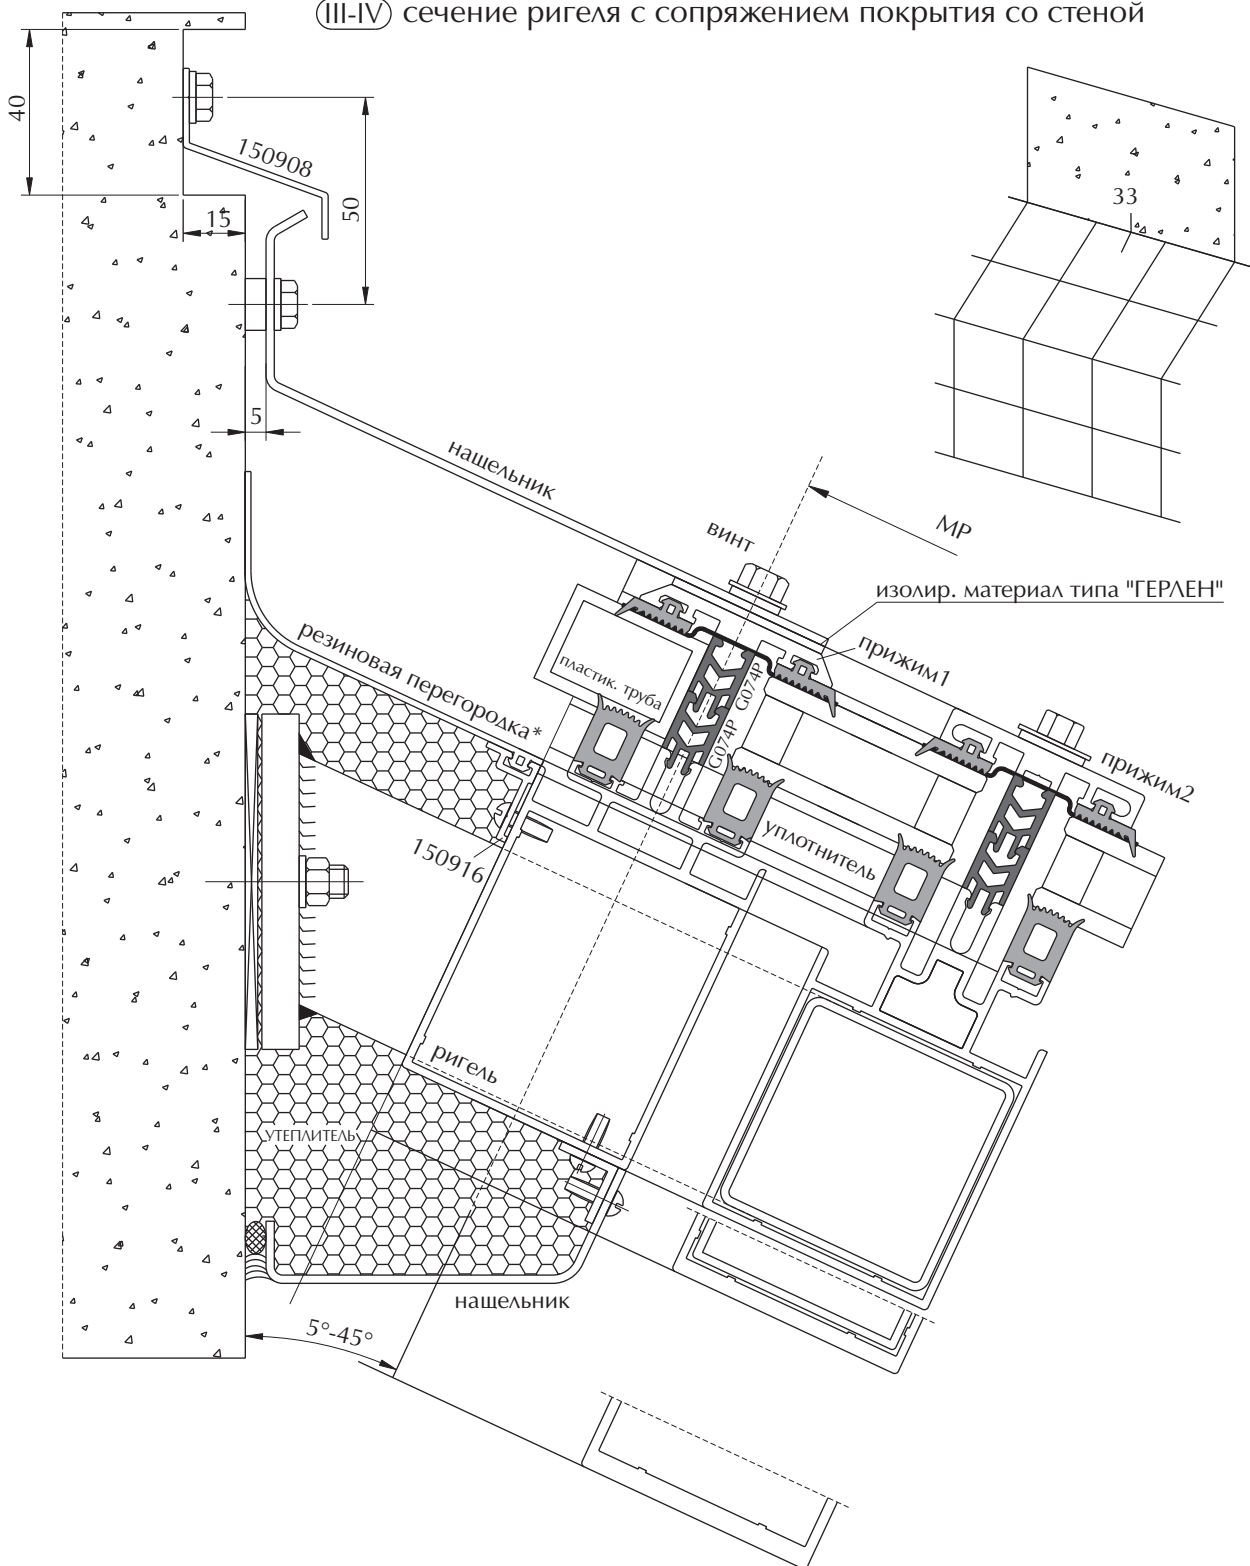 III-IV сечение ригеля с сопряжением покрытия со стеной
40
150908
50
15
33
5
нащельник
МР
винт
изолир. материал типа "ГЕРЛЕН"
прижим1
резиновая перегородка*
пластик. труба
G074P
G074P
прижим2
уплотнитель
150916
ригель
УТЕПЛИТЕЛЬ
нащельник
5°-45°